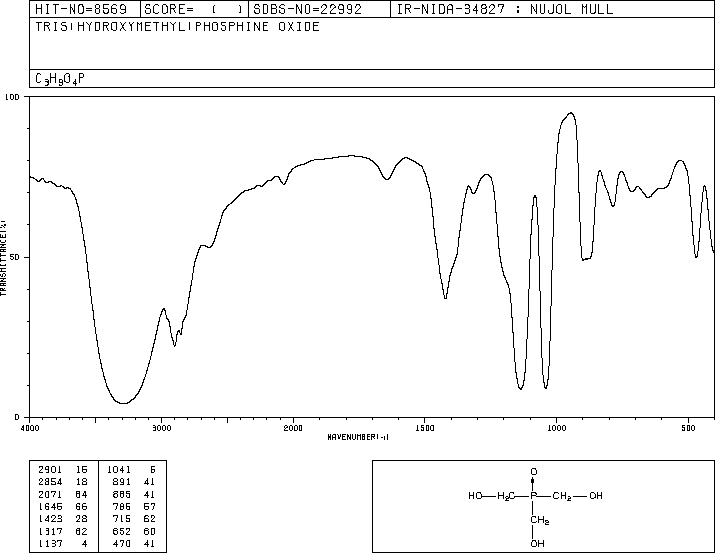 HIT-NO=8569 SCORE= ( ) SDBS-NO=22992 IR-NIDA-34827 : NUJOL MULL
TRIS(HYDROXYMETHYL)PHOSPHINE OXIDE
C3H9O4P
100
TRANSMITTANCE(%)
50
0
4000 3000 2000 1500 1000 500
WAVENUMBER(-1)
2901 16 1041 6
2854 18 891 41
2071 84 885 41
1645 66 786 57
1423 28 715 62
1317 62 652 60
1137 4 470 41
O
HO H2C P CH2 OH
CH2
OH